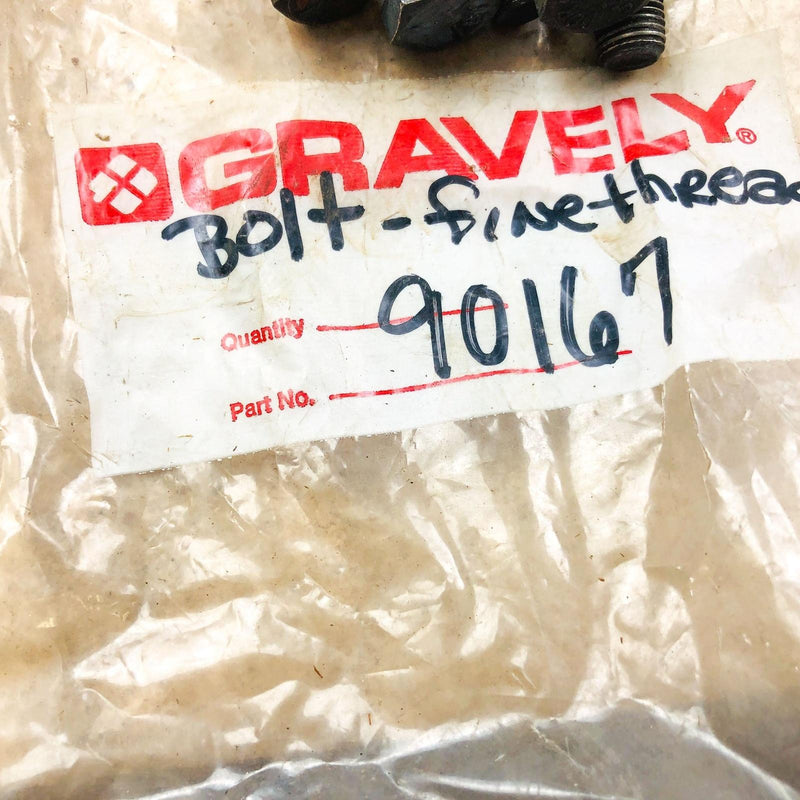 GRAVELY®
Bolt - fine threa
Quantity
90167
Part No.